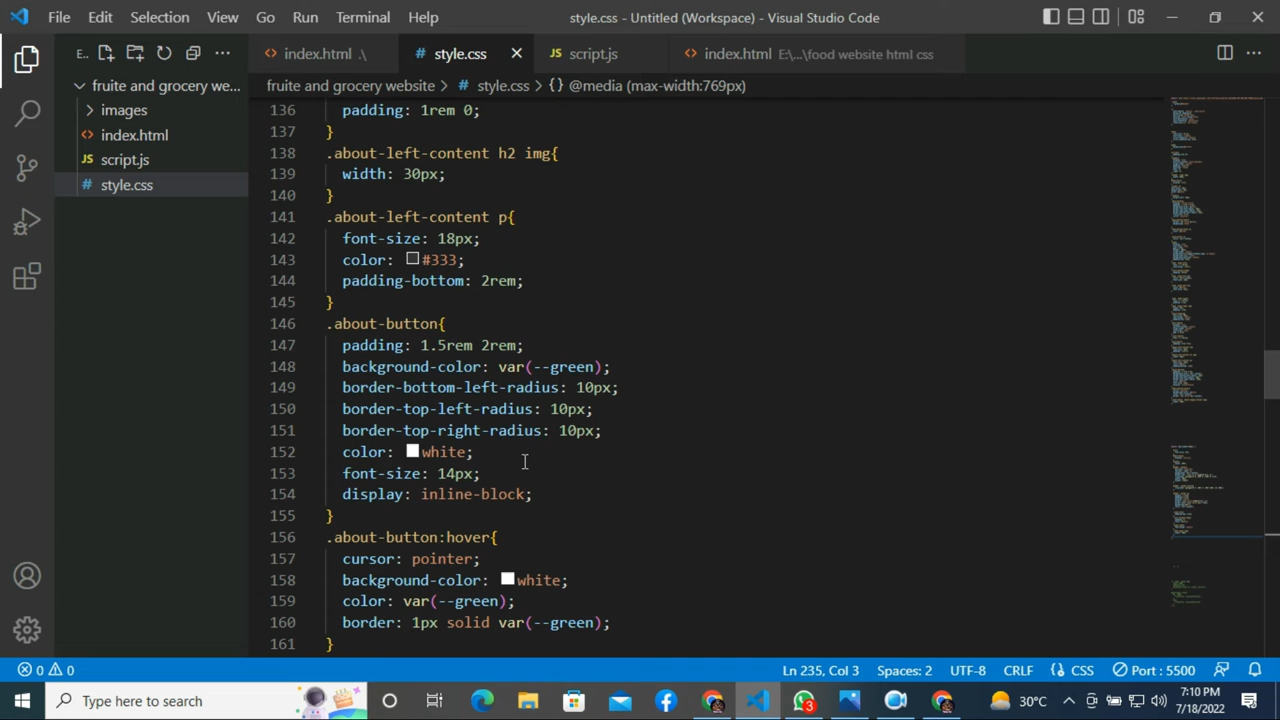 File Edit Selection View Go Run Terminal Help style.css - Untitled (Workspace) - Visual Studio Code
E..
index.html .\ # style.css JS script.js index.html E:\...\food website html css
fruite and grocery we... fruite and grocery website > # style.css > {} @media (max-width:769px)
images
index.html
JS script.js
# style.css
136 padding: 1rem 0;
137 }
138 .about-left-content h2 img{
139 width: 30px;
140 }
141 .about-left-content p{
142 font-size: 18px;
143 color: #333;
144 padding-bottom: 2rem;
145 }
146 .about-button{
147 padding: 1.5rem 2rem;
148 background-color: var(--green);
149 border-bottom-left-radius: 10px;
150 border-top-left-radius: 10px;
151 border-top-right-radius: 10px;
152 color: white;
153 font-size: 14px;
154 display: inline-block;
155 }
156 .about-button:hover{
157 cursor: pointer;
158 background-color: white;
159 color: var(--green);
160 border: 1px solid var(--green);
161 }
0 0 Ln 235, Col 3 Spaces: 2 UTF-8 CRLF CSS Port : 5500
Type here to search 3 30°C 7:10 PM
7/18/2022